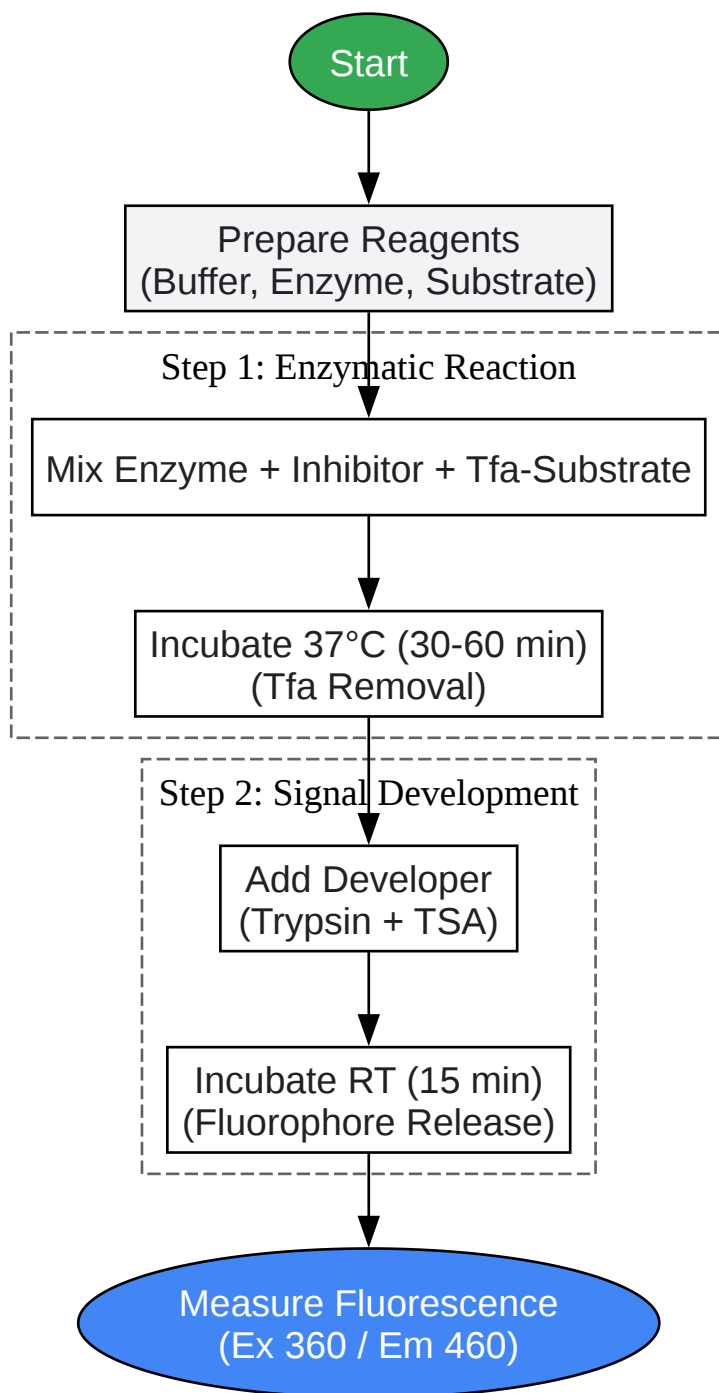 Start
Prepare Reagents
(Buffer, Enzyme, Substrate)
Step 1: Enzymatic Reaction
Mix Enzyme + Inhibitor + Tfa-Substrate
Incubate 37°C (30-60 min)
(Tfa Removal)
Step 2: Signal Development
Add Developer
(Trypsin + TSA)
Incubate RT (15 min)
(Fluorophore Release)
Measure Fluorescence
(Ex 360 / Em 460)